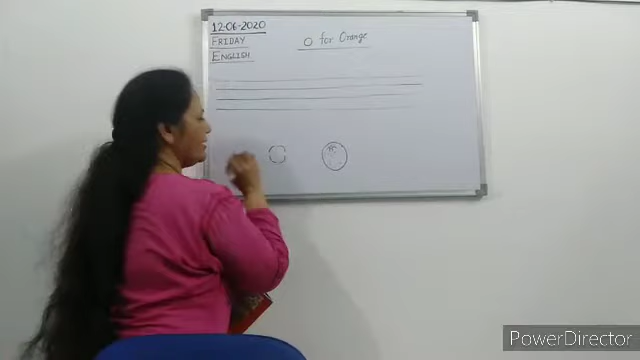 12-06-2020
FRIDAY
ENGLISH
O for Orange
PowerDirector